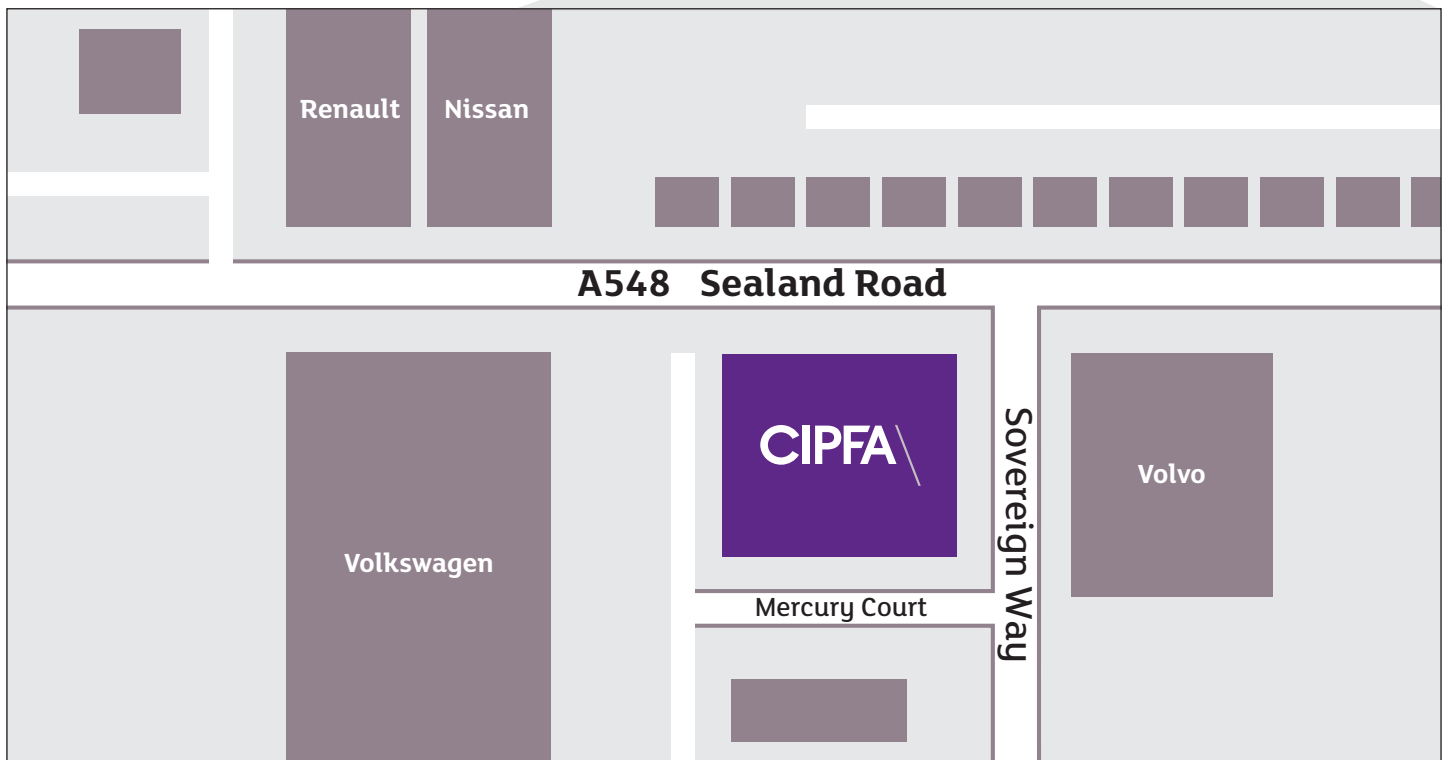 Renault
Nissan
A548 Sealand Road
CIPFA
Sovereign Way
Volvo
Volkswagen
Mercury Court